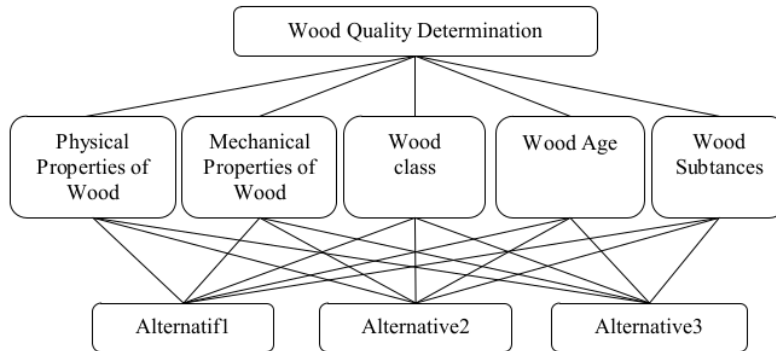 Wood Quality Determination
Physical
Properties of
Wood
Mechanical
Properties of
Wood
Wood
class
Wood Age
Wood
Subtances
Alternatif1
Alternative2
Alternative3